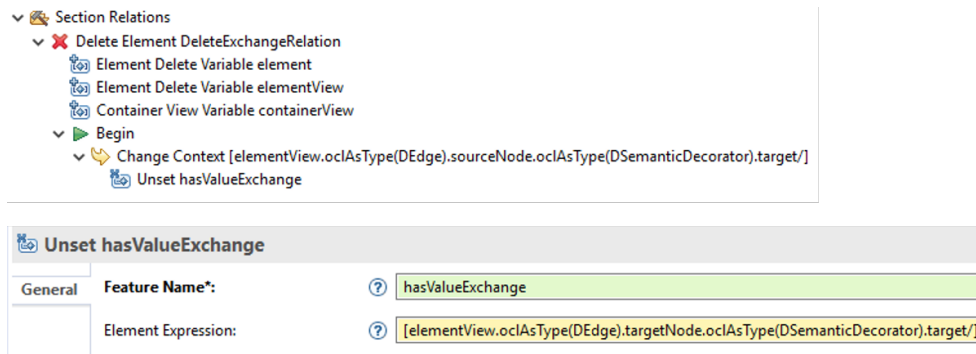 Section Relations
Delete Element DeleteExchangeRelation
Element Delete Variable element
Element Delete Variable elementView
Container View Variable containerView
Begin
Change Context [elementView.oclAsType(DEdge).sourceNode.oclAsType(DSemanticDecorator).target/]
Unset hasValueExchange
Unset hasValueExchange
General
Feature Name*:
?
hasValueExchange
Element Expression:
?
[elementView.oclAsType(DEdge).targetNode.oclAsType(DSemanticDecorator).target/]